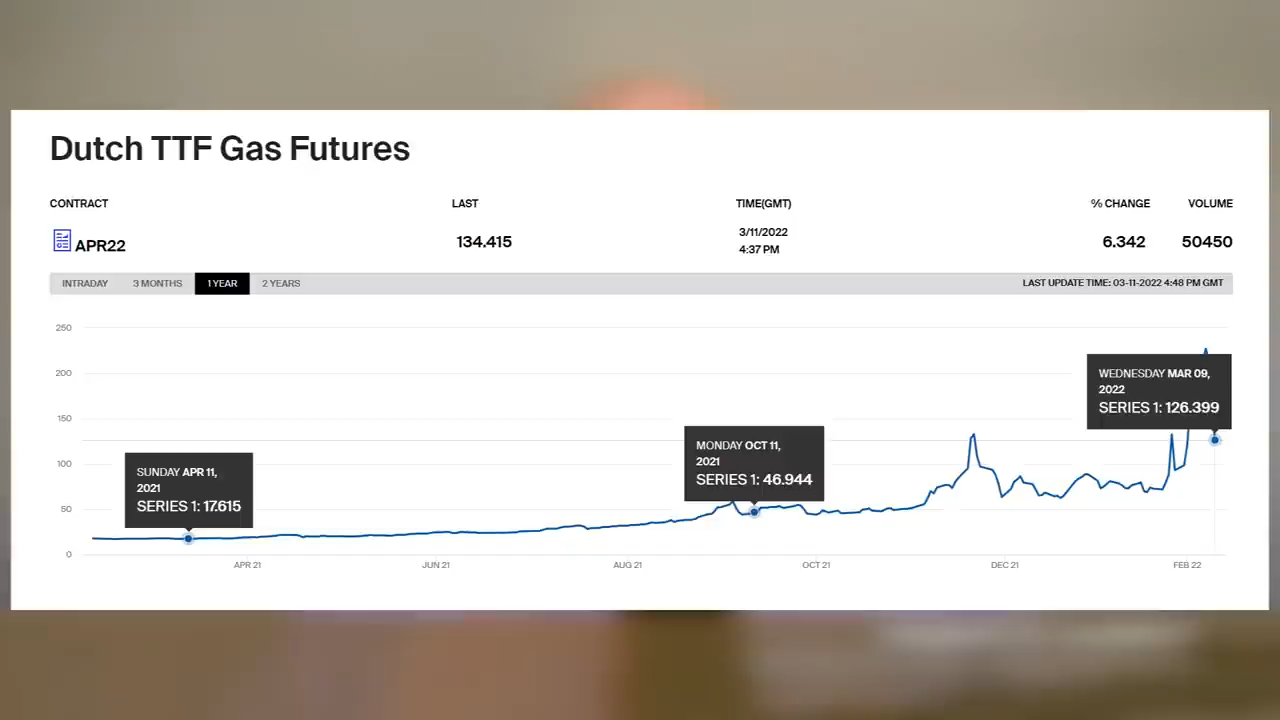 Dutch TTF Gas Futures
CONTRACT LAST TIME(GMT) % CHANGE VOLUME
APR22 134.415 3/11/2022 4:37 PM 6.342 50450
INTRADAY 3 MONTHS 1 YEAR 2 YEARS LAST UPDATE TIME: 03-11-2022 4:48 PM GMT
250
200
150
100
50
0
SUNDAY APR 11,
2021
SERIES 1: 17.615
MONDAY OCT 11,
2021
SERIES 1: 46.944
WEDNESDAY MAR 09,
2022
SERIES 1: 126.399
APR 21 JUN 21 AUG 21 OCT 21 DEC 21 FEB 22